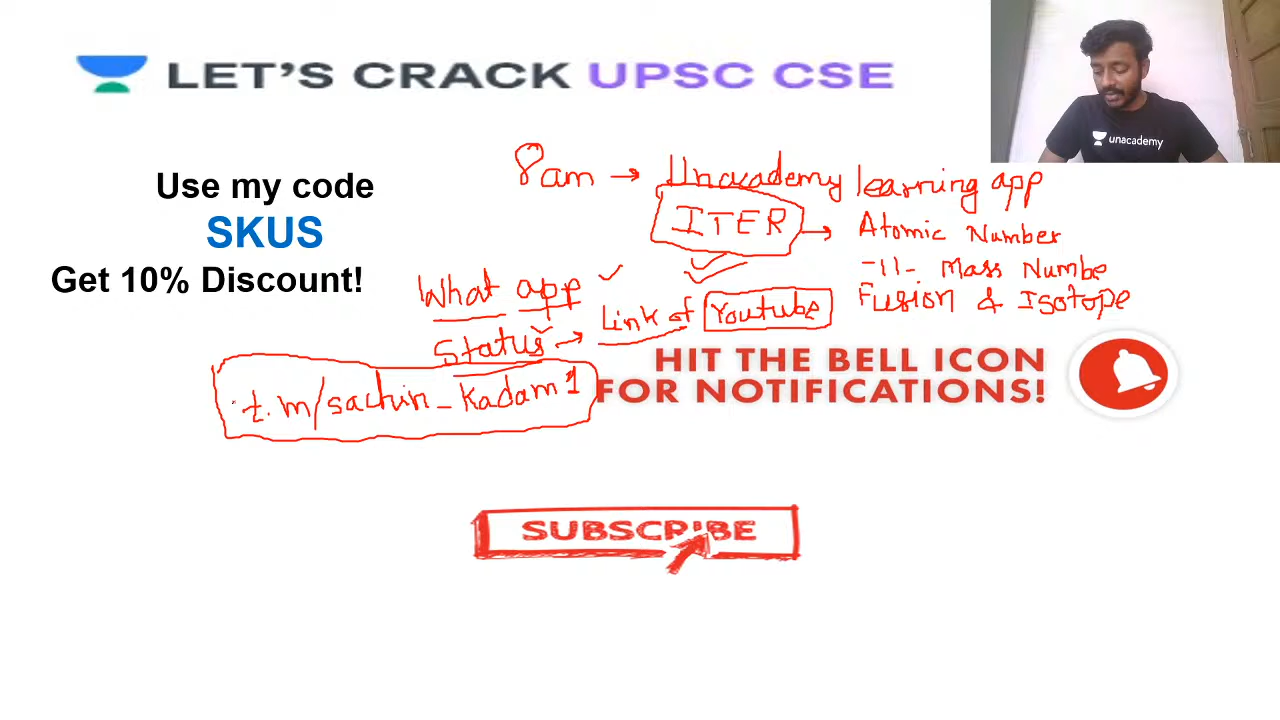 LET'S CRACK UPSC CSE
unacademy
Use my code
SKUS
Get 10% Discount!
8am → Unacademy learning app
ITER → Atomic Number
-11- Mass Numbe
Fusion & Isotope
What app ✓
Status → Link of Youtube
t.m/sachin_Kadam1
HIT THE BELL ICON
FOR NOTIFICATIONS!
SUBSCRIBE